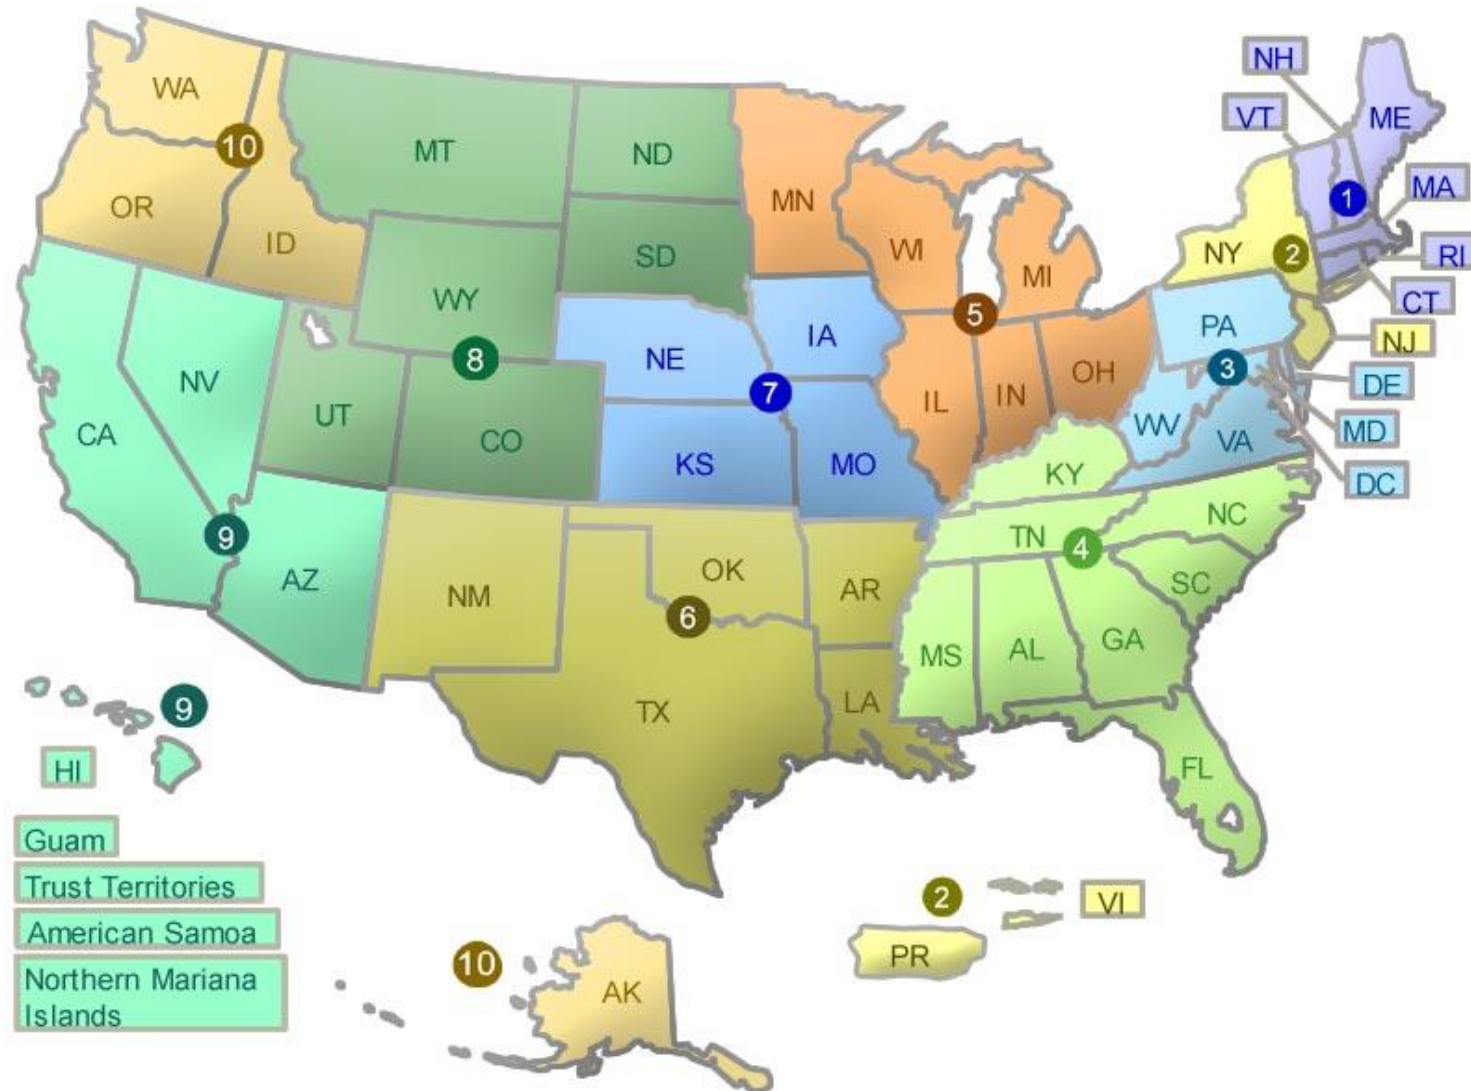 NH
WA
ME
VT
10
MT
ND
MN
MA
1
OR
ID
WI
NY
2
RI
SD
MI
WY
CT
5
PA
NJ
IA
8
NE
3
NV
OH
DE
7
IL
IN
UT
CA
CO
WV
VA
MD
KS
MO
KY
DC
NC
9
TN
4
OK
AZ
AR
SC
NM
6
GA
AL
MS
9
TX
LA
HI
FL
Guam
Trust Territories
2
VI
American Samoa
PR
10
Northern Mariana
AK
Islands